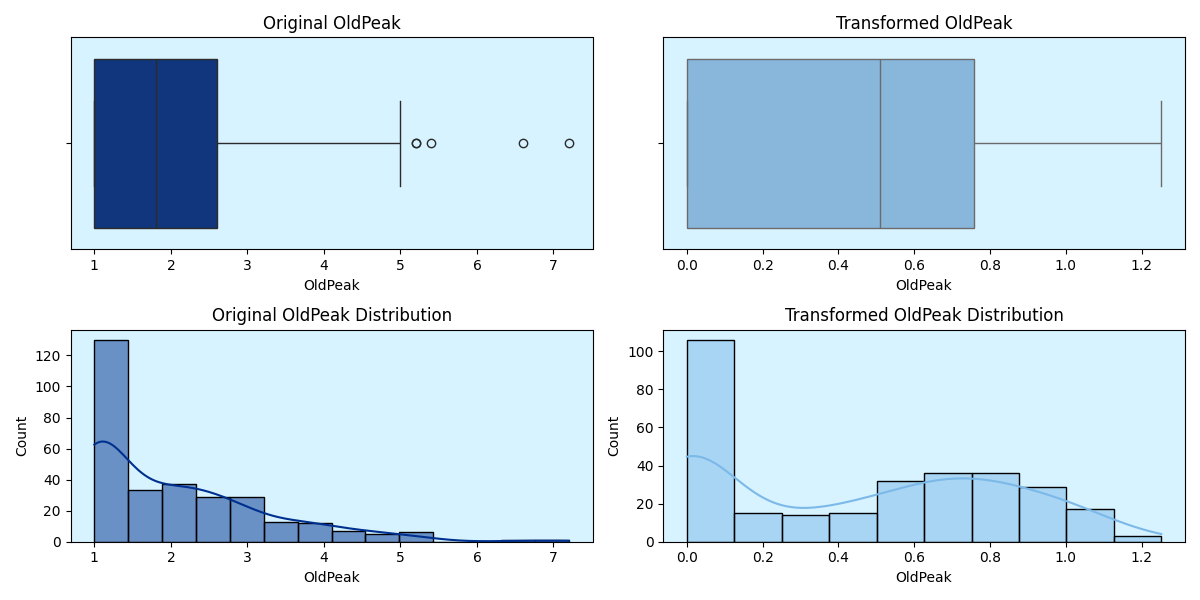 Original OldPeak
1 2 3 4 5 6 7
OldPeak
Transformed OldPeak
0.0 0.2 0.4 0.6 0.8 1.0 1.2
OldPeak
Original OldPeak Distribution
Count
120
100
80
60
40
20
0
1 2 3 4 5 6 7
OldPeak
Transformed OldPeak Distribution
Count
100
80
60
40
20
0
0.0 0.2 0.4 0.6 0.8 1.0 1.2
OldPeak